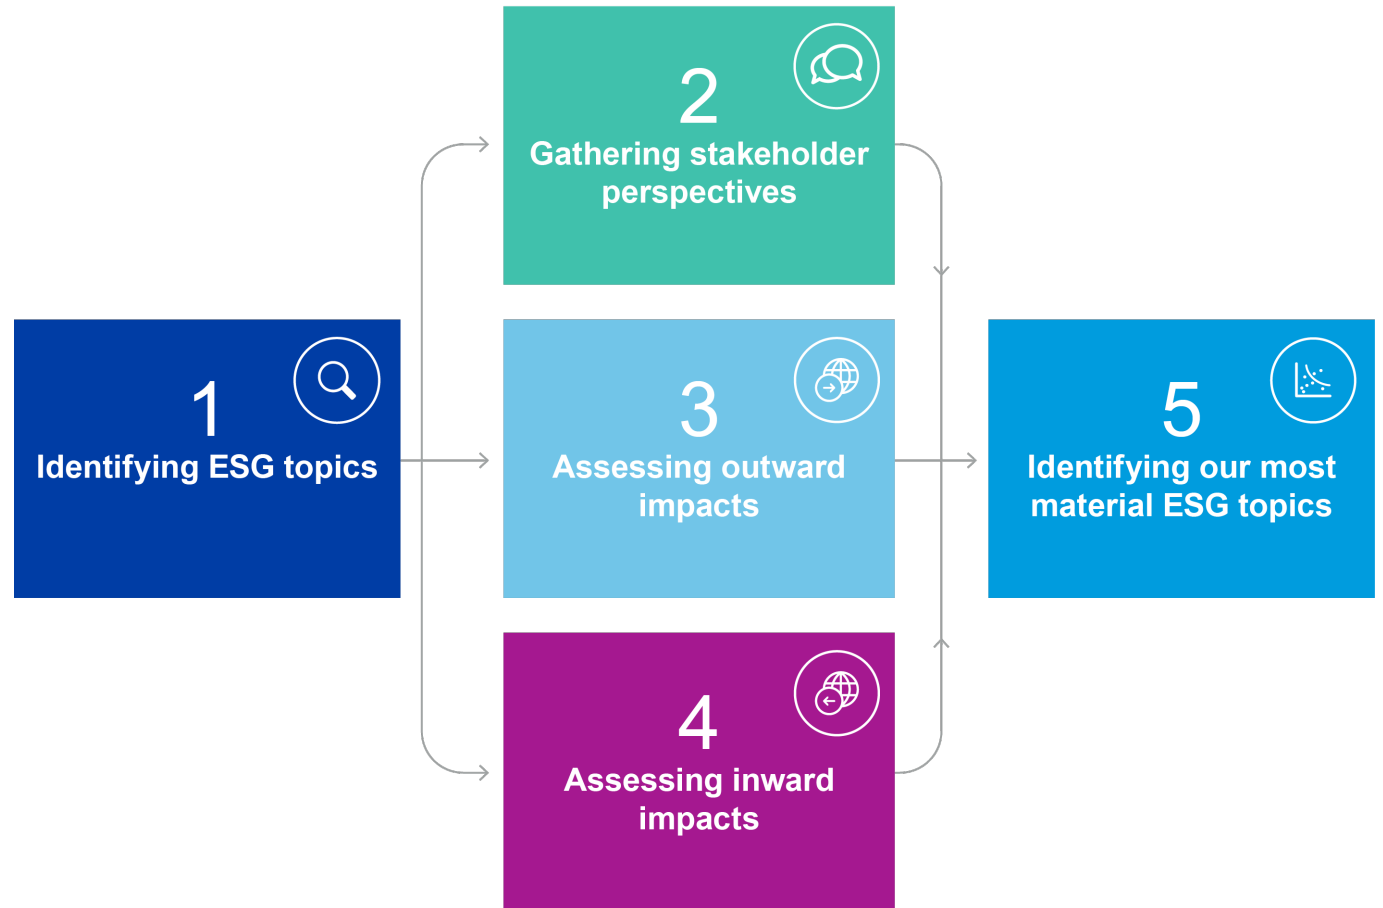 1
Identifying ESG topics
2
Gathering stakeholder
perspectives
3
Assessing outward
impacts
4
Assessing inward
impacts
5
Identifying our most
material ESG topics